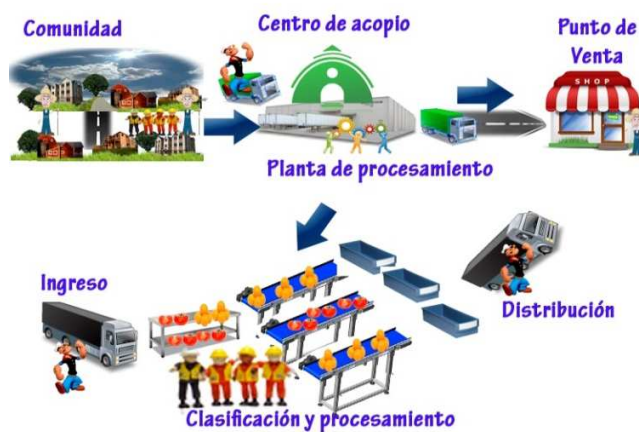 Comunidad
Centro de acopio
Punto de
Venta
SHOP
Planta de procesamiento
Ingreso
Distribución
Clasificación y procesamiento